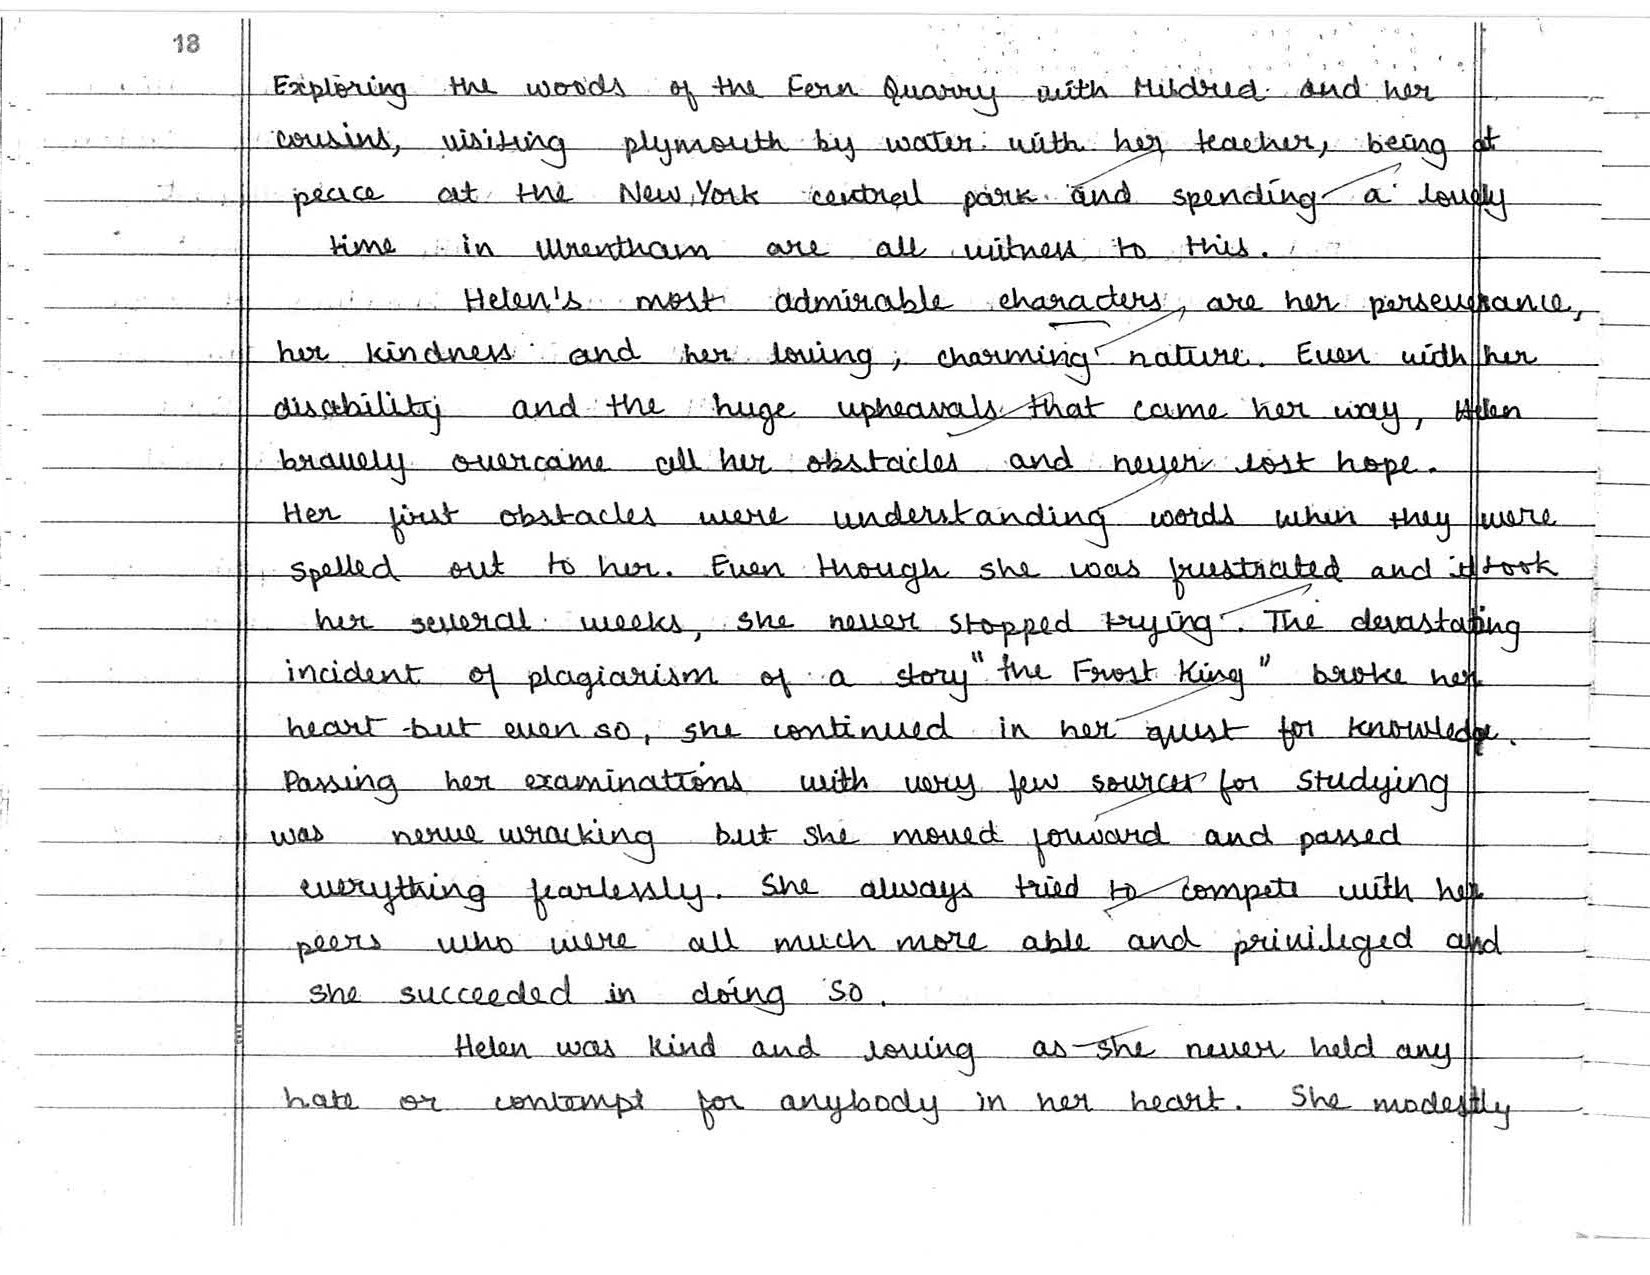 18
Exploring the woods of the Fern Quarry with Mildred and her
cousins, visiting plymouth by water with her teacher, being at
peace at the New York central park and spending a lovely
time in Wrentham are all witness to this.
Helen's most admirable characters, are her perseverance,
her kindness and her loving, charming nature. Even with her
disability and the huge upheavals that came her way, Helen
bravely overcame all her obstacles and never lost hope.
Her first obstacles were understanding words when they were
spelled out to her. Even though she was frustrated and it took
her several weeks, she never stopped trying. The devastating
incident of plagiarism of a story "the Frost King" broke her
heart but even so, she continued in her quest for knowledge.
Passing her examinations with very few sources for studying
was nerve wracking but she moved forward and passed
everything fearlessly. She always tried to compete with her
peers who were all much more able and privileged and
she succeeded in doing so.
Helen was kind and loving as she never held any
hate or contempt for anybody in her heart. She modestly